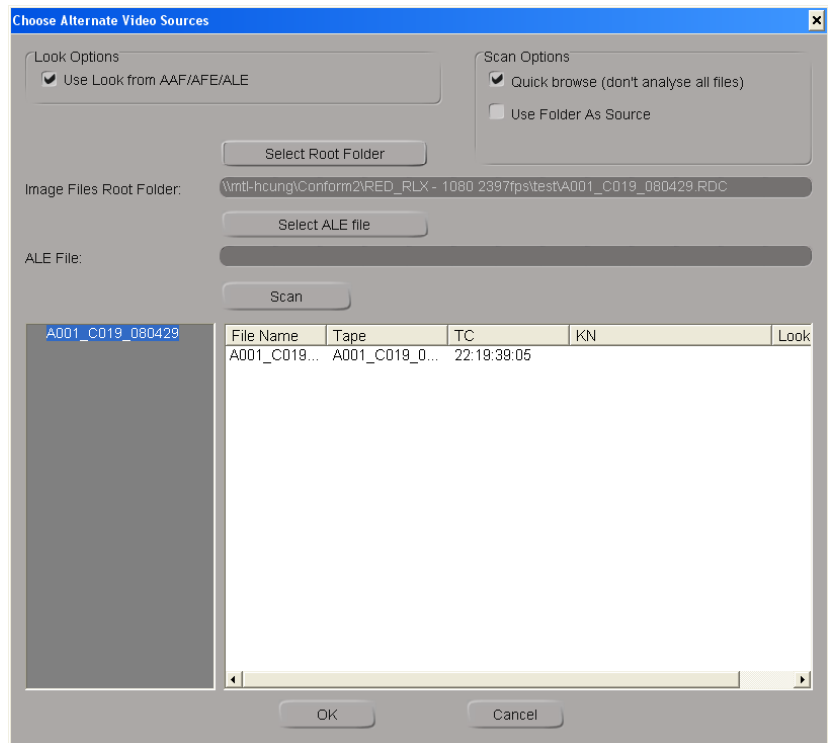 Choose Alternate Video Sources
Look Options
Use Look from AAF/AFE/ALE
Scan Options
Quick browse (don't analyse all files)
Use Folder As Source
Select Root Folder
Image Files Root Folder:
\\mtl-hcung\Conform2\RED_RLX - 1080 2397fps\test\A001_C019_080429.RDC
Select ALE file
ALE File:
Scan
A001_C019_080429
File Name Tape TC KN Look
A001_C019... A001_C019_0... 22:19:39:05
OK Cancel